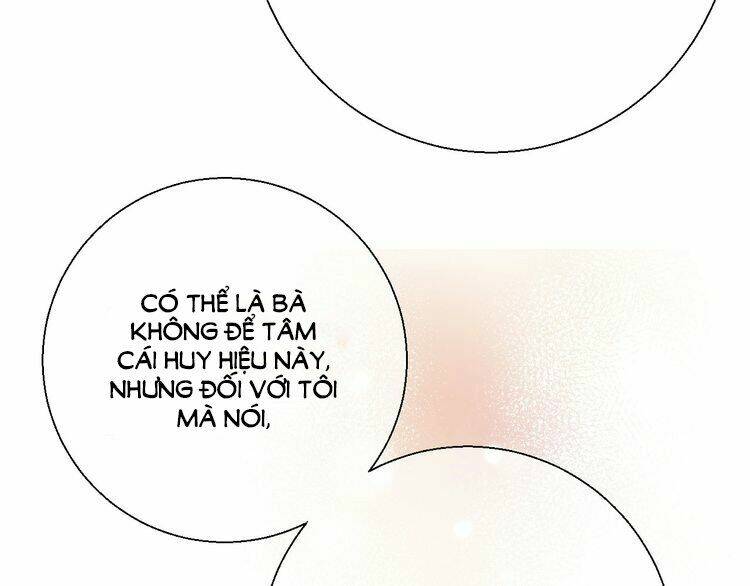 CÓ THỂ LÀ BÀ
KHÔNG ĐỂ TÂM
CÁI HUY HIỆU NÀY,
NHƯNG ĐỐI VỚI TÔI
MÀ NÓI,